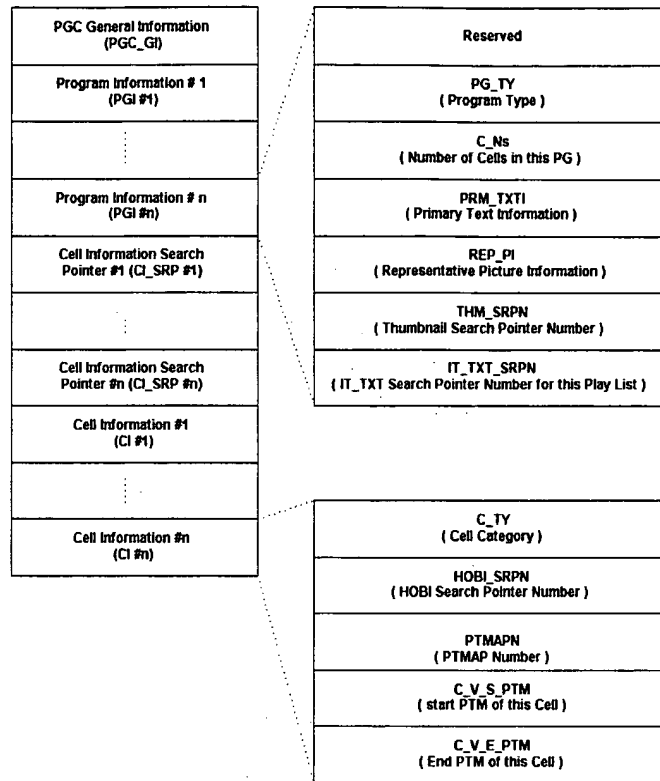 PGC General Information
(PGC_GI)
Program Information # 1
(PGI #1)
Program Information # n
(PGI #n)
Cell Information Search
Pointer #1 (CI_SRP #1)
Cell Information Search
Pointer #n (CI_SRP #n)
Cell Information #1
(CI #1)
Cell Information #n
(CI #n)
Reserved
PG_TY
( Program Type )
C_Ns
( Number of Cells in this PG )
PRM_TXTI
( Primary Text Information )
REP_PI
( Representative Picture Information )
THM_SRPN
( Thumbnail Search Pointer Number )
IT_TXT_SRPN
( IT_TXT Search Pointer Number for this Play List )
C_TY
( Cell Category )
HOBI_SRPN
( HOBI Search Pointer Number )
PTMAPN
( PTMAP Number )
C_V_S_PTM
( start PTM of this Cell )
C_V_E_PTM
( End PTM of this Cell )